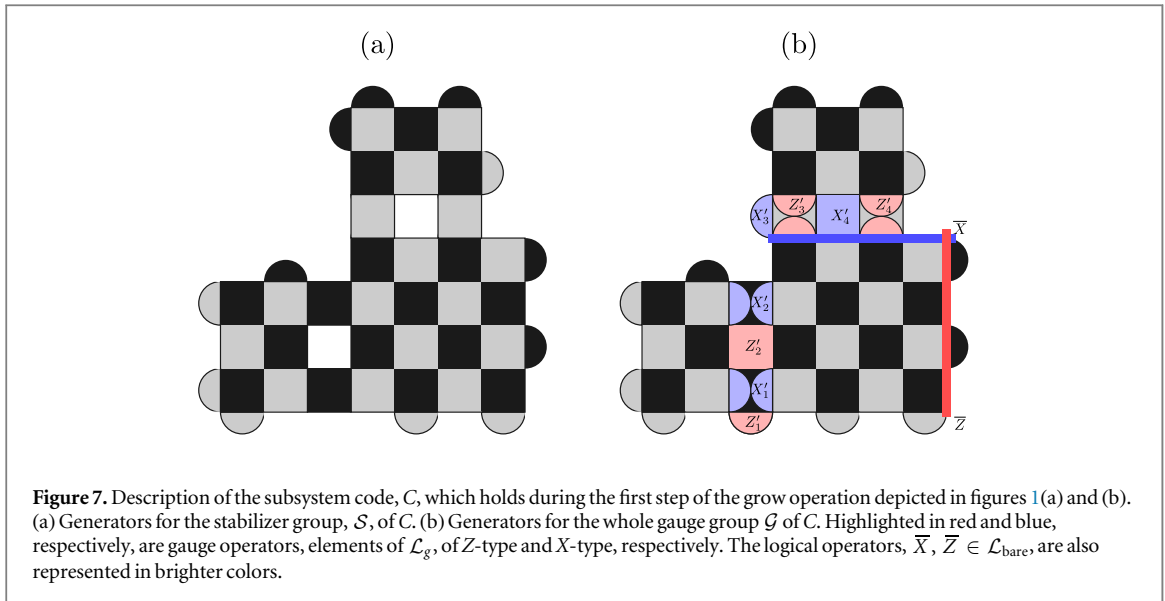 (a)
(b)
X′₃
Z′₃
X′₄
Z′₄
X̅
X′₂
Z′₂
X′₁
Z′₁
Z̅
Figure 7. Description of the subsystem code, C, which holds during the first step of the grow operation depicted in figures 1(a) and (b).
(a) Generators for the stabilizer group, 𝒮, of C. (b) Generators for the whole gauge group 𝒢 of C. Highlighted in red and blue,
respectively, are gauge operators, elements of ℒg, of Z-type and X-type, respectively. The logical operators, X̅, Z̅ ∈ ℒbare, are also
represented in brighter colors.